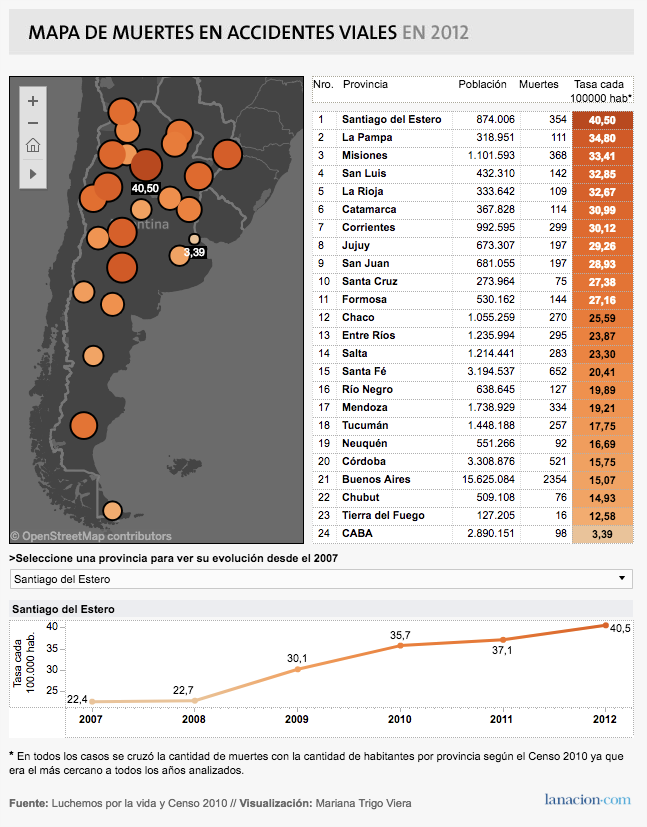 MAPA DE MUERTES EN ACCIDENTES VIALES EN 2012
+
−
40,50
ntina
3,39
© OpenStreetMap contributors
Nro. Provincia Población Muertes Tasa cada
100000 hab*
1 Santiago del Estero 874.006 354 40,50
2 La Pampa 318.951 111 34,80
3 Misiones 1.101.593 368 33,41
4 San Luis 432.310 142 32,85
5 La Rioja 333.642 109 32,67
6 Catamarca 367.828 114 30,99
7 Corrientes 992.595 299 30,12
8 Jujuy 673.307 197 29,26
9 San Juan 681.055 197 28,93
10 Santa Cruz 273.964 75 27,38
11 Formosa 530.162 144 27,16
12 Chaco 1.055.259 270 25,59
13 Entre Ríos 1.235.994 295 23,87
14 Salta 1.214.441 283 23,30
15 Santa Fé 3.194.537 652 20,41
16 Río Negro 638.645 127 19,89
17 Mendoza 1.738.929 334 19,21
18 Tucumán 1.448.188 257 17,75
19 Neuquén 551.266 92 16,69
20 Córdoba 3.308.876 521 15,75
21 Buenos Aires 15.625.084 2354 15,07
22 Chubut 509.108 76 14,93
23 Tierra del Fuego 127.205 16 12,58
24 CABA 2.890.151 98 3,39
>Seleccione una provincia para ver su evolución desde el 2007
Santiago del Estero
Santiago del Estero
Tasa cada
100.000 hab.
40
35
30
25
22,4
22,7
30,1
35,7
37,1
40,5
2007 2008 2009 2010 2011 2012
* En todos los casos se cruzó la cantidad de muertes con la cantidad de habitantes por provincia según el Censo 2010 ya que
era el más cercano a todos los años analizados.
Fuente: Luchemos por la vida y Censo 2010 // Visualización: Mariana Trigo Viera
lanacion.com